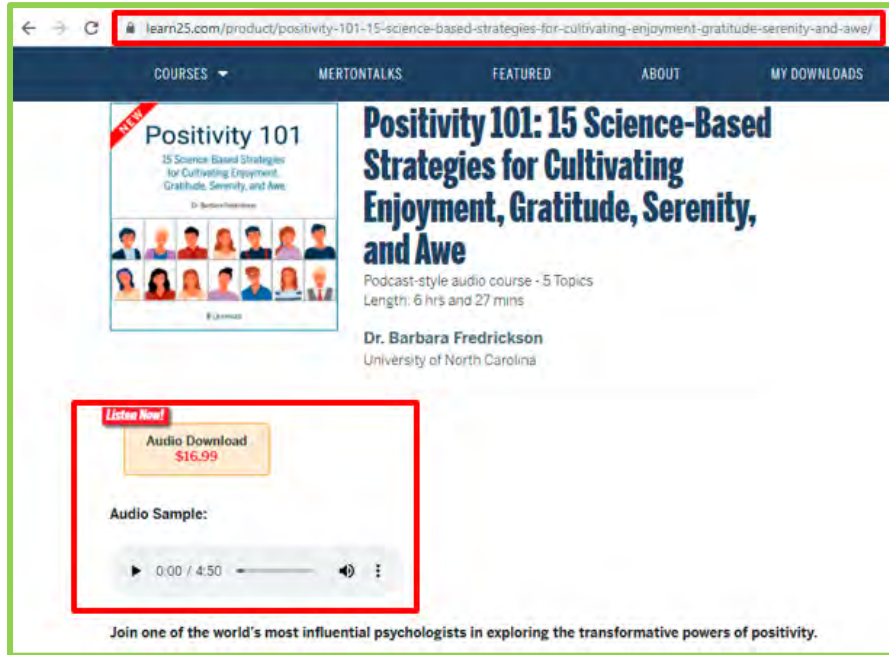 learn25.com/product/positivity-101-15-science-based-strategies-for-cultivating-enjoyment-gratitude-serenity-and-awe/
COURSES MERTONTALKS FEATURED ABOUT MY DOWNLOADS
NEW
Positivity 101
15 Science-Based Strategies
for Cultivating Enjoyment,
Gratitude, Serenity, and Awe
Dr. Barbara Fredrickson
Positivity 101: 15 Science-Based
Strategies for Cultivating
Enjoyment, Gratitude, Serenity,
and Awe
Podcast-style audio course - 5 Topics
Length: 6 hrs and 27 mins
Dr. Barbara Fredrickson
University of North Carolina
Listen Now!
Audio Download
$16.99
Audio Sample:
0:00 / 4:50
Join one of the world's most influential psychologists in exploring the transformative powers of positivity.